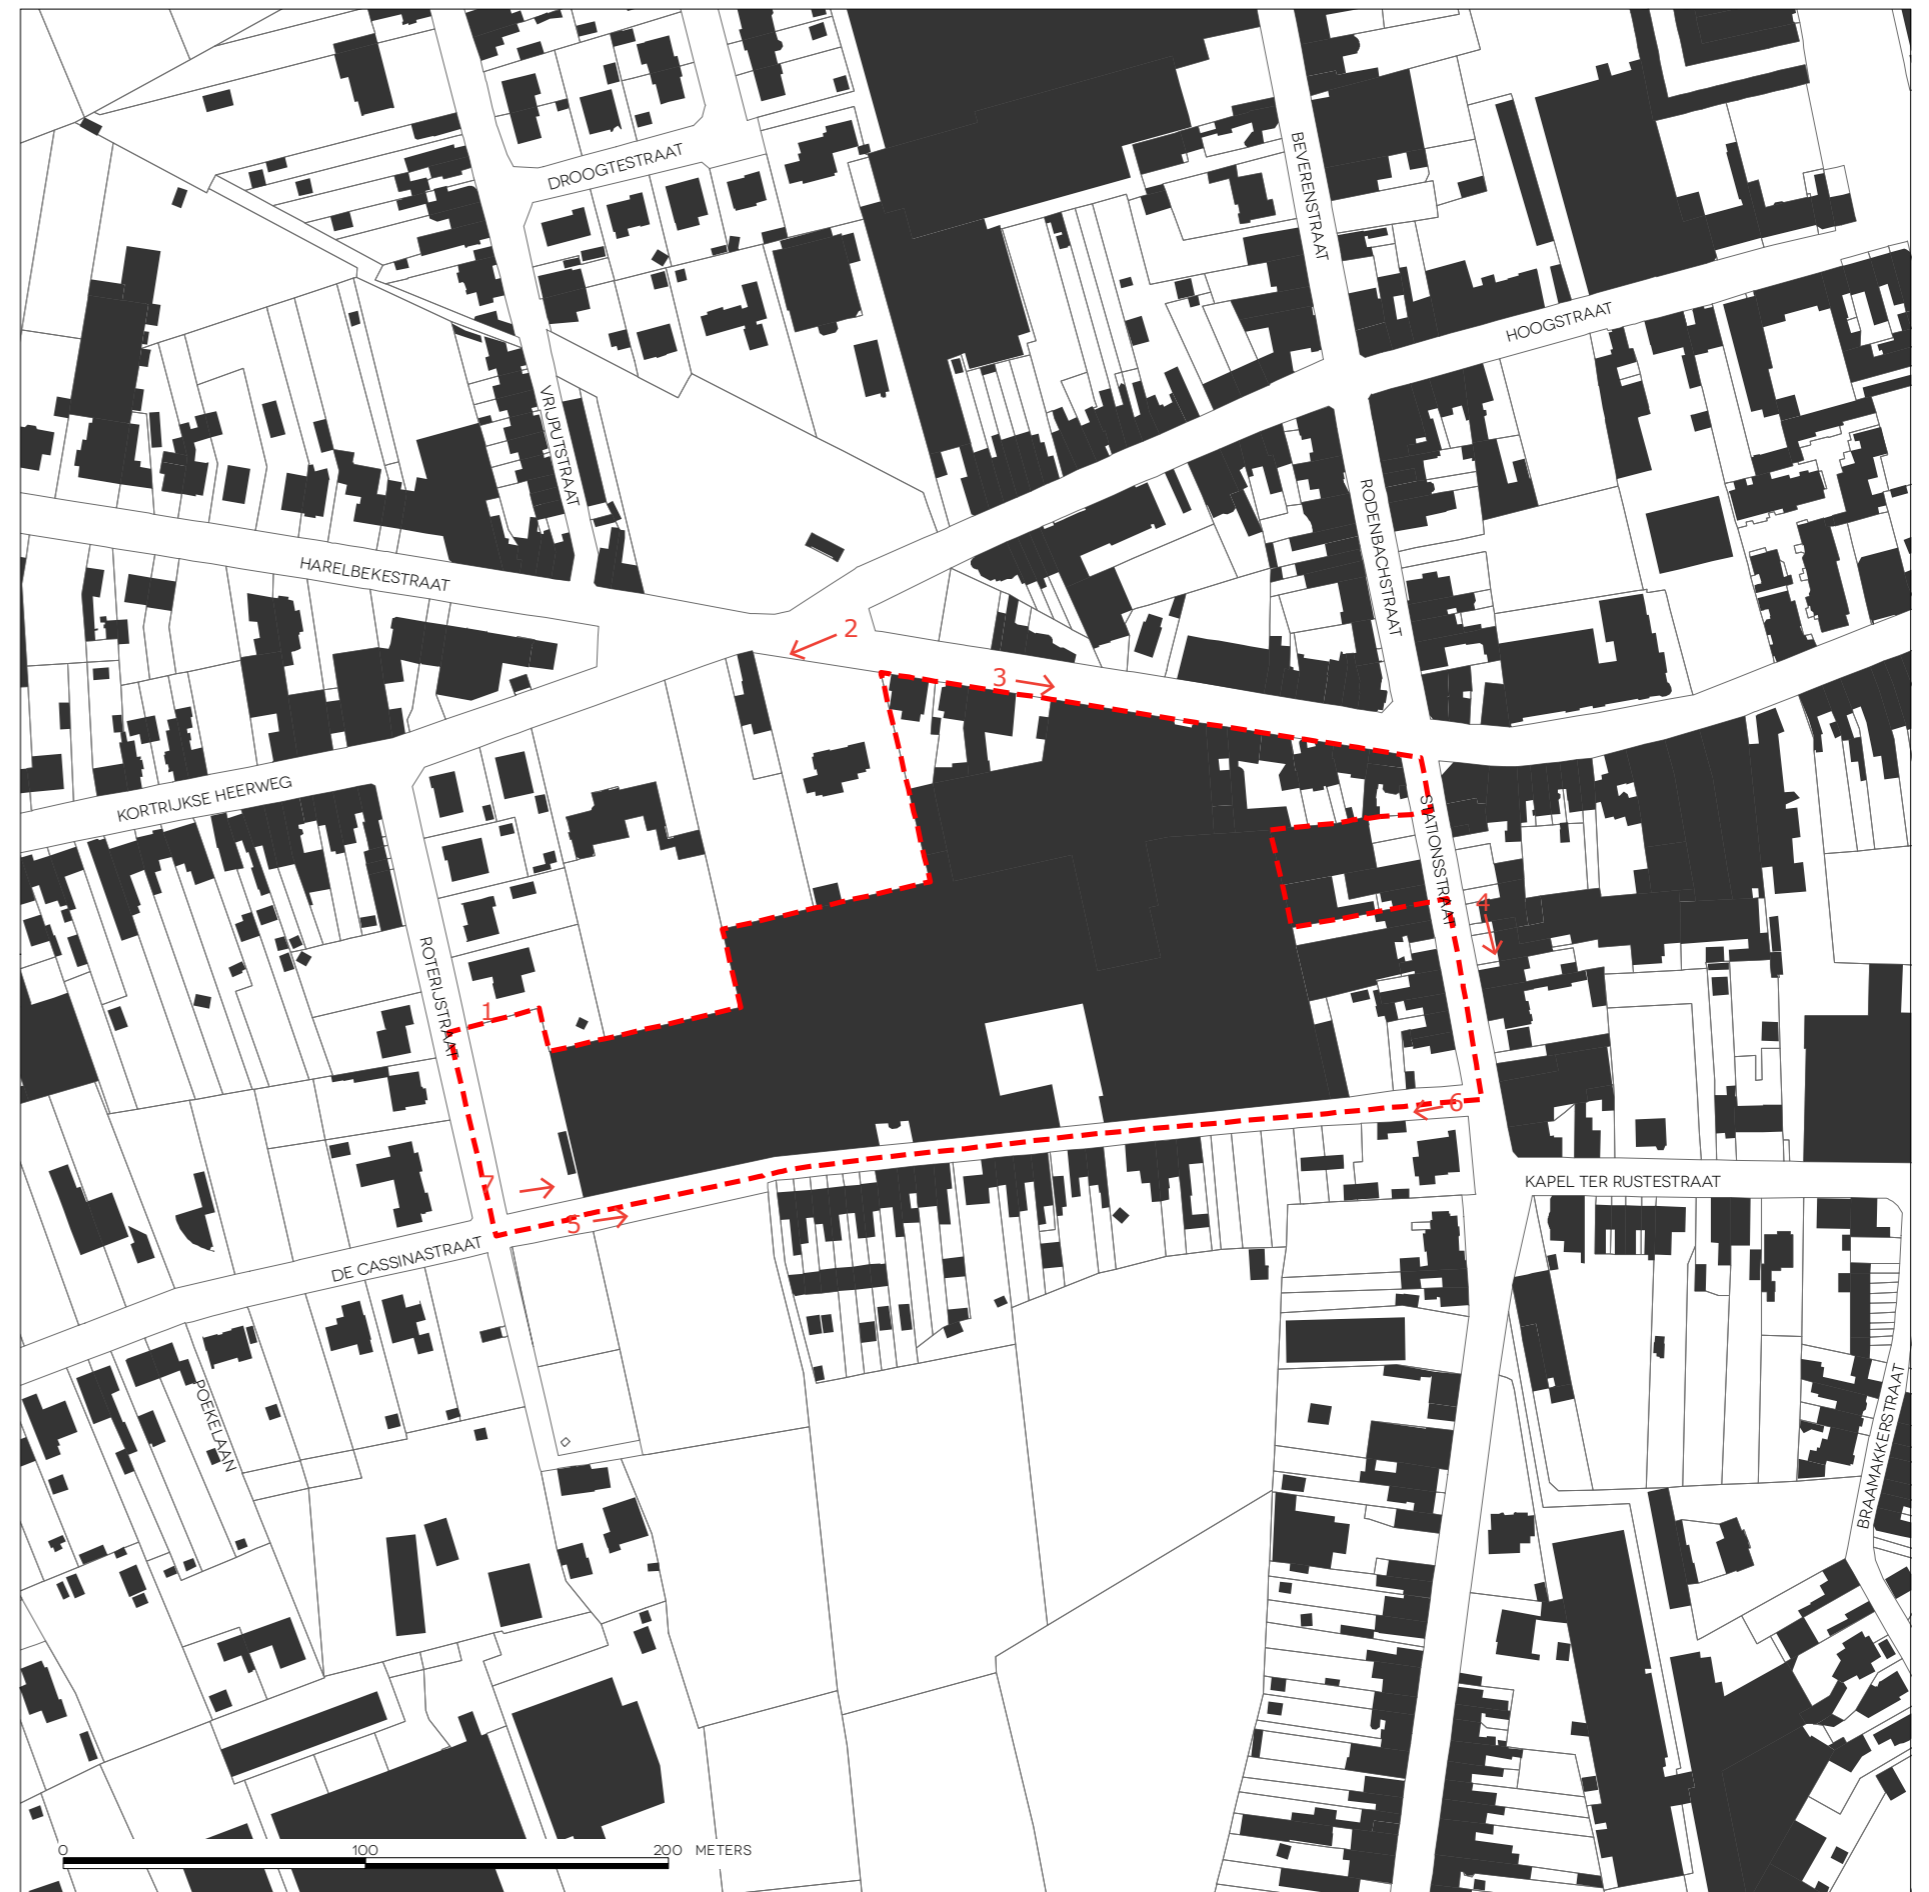 DROOGTESTRAAT
BEVERENSTRAAT
HOOGSTRAAT
VRIJPUTSTRAAT
RODENBACHSTRAAT
HARELBEKESTRAAT
2
3
KORTRIJKSE HEERWEG
STATIONSSTRAAT
4
ROTERIJSTRAAT
1
6
7
KAPEL TER RUSTESTRAAT
5
DE CASSINASTRAAT
POEKELAAN
BRAAMAKKERSTRAAT
0 100 200 METERS